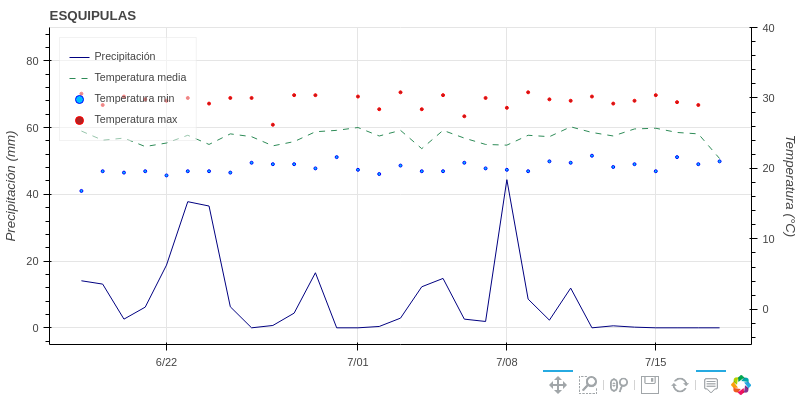 ESQUIPULAS
Precipitación
Temperatura media
Temperatura min
Temperatura max
Precipitación (mm)
80
60
40
20
0
Temperatura (°C)
40
30
20
10
0
6/22
7/01
7/08
7/15